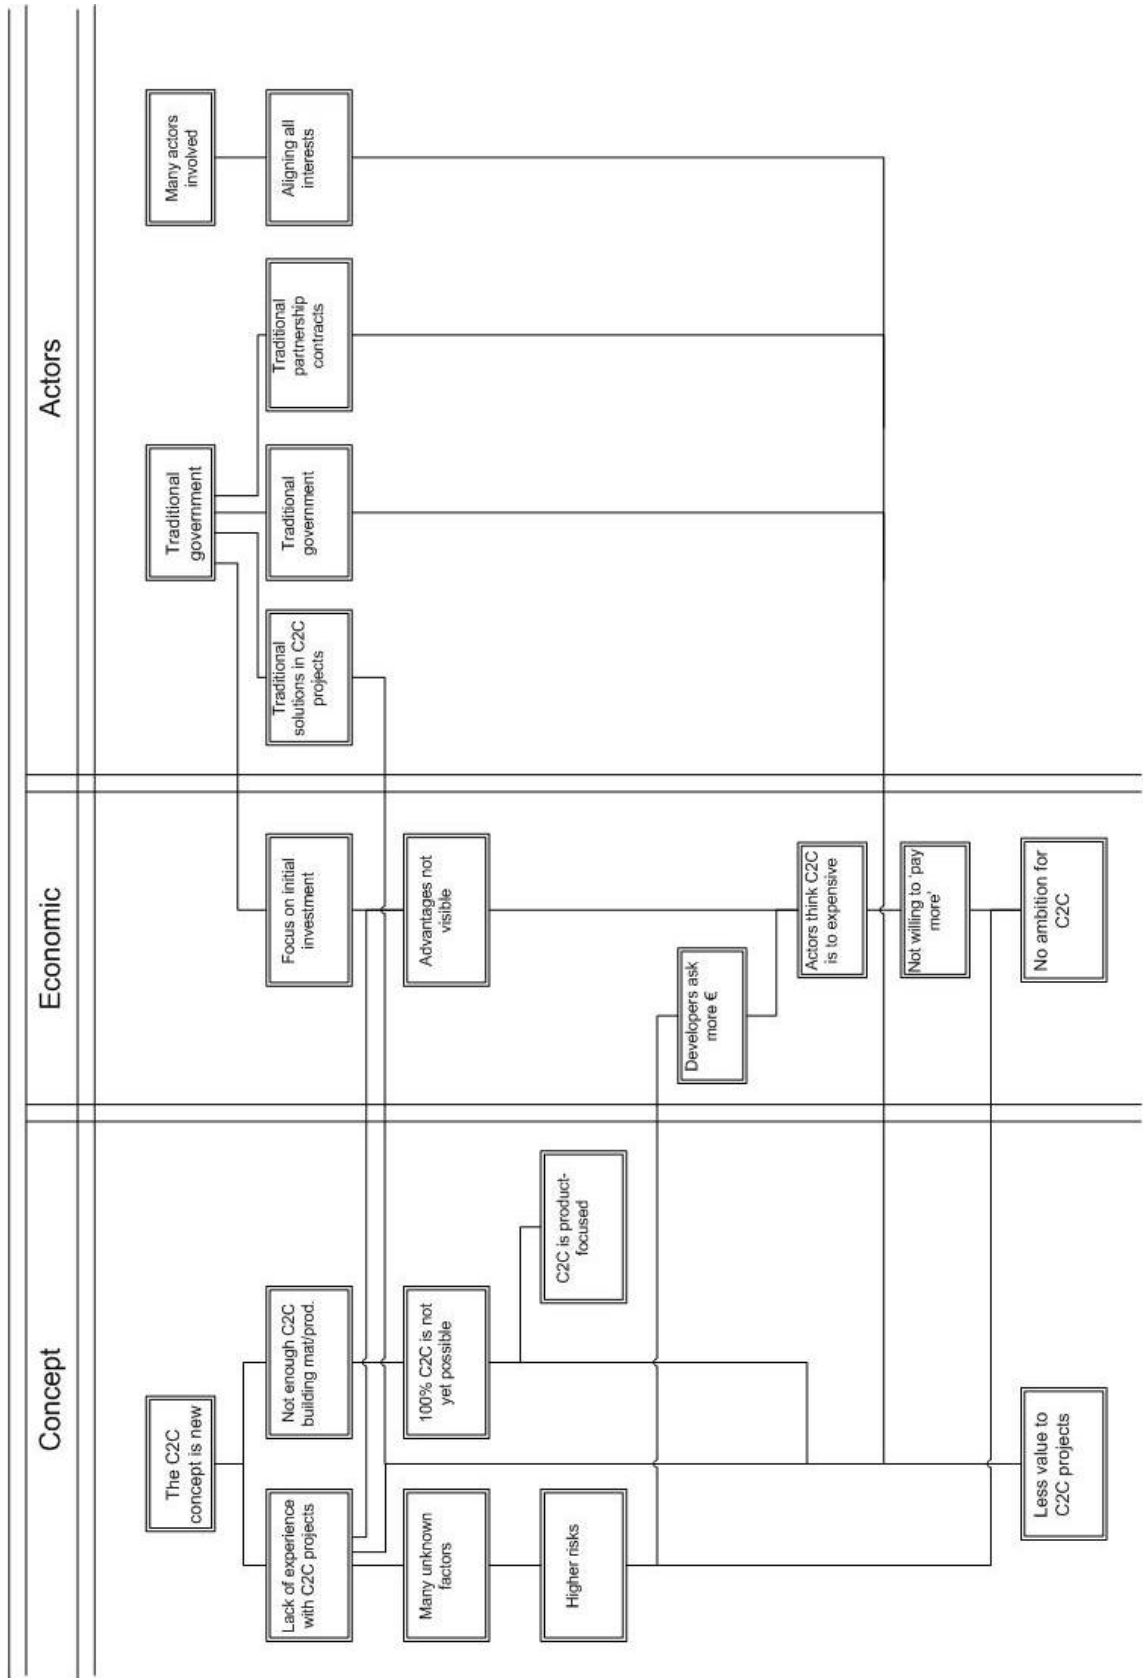 Concept
Economic
Actors
The C2C
concept is new
Lack of experience
with C2C projects
Not enough C2C
building mat/prod.
Many unknown
factors
100% C2C is not
yet possible
Higher risks
C2C is product-
focused
Less value to
C2C projects
Focus on initial
investment
Advantages not
visible
Developers ask
more €
Actors think C2C
is to expensive
Not willing to 'pay
more'
No ambition for
C2C
Traditional
government
Traditional
solutions in C2C
projects
Traditional
government
Traditional
partnership
contracts
Many actors
involved
Aligning all
interests